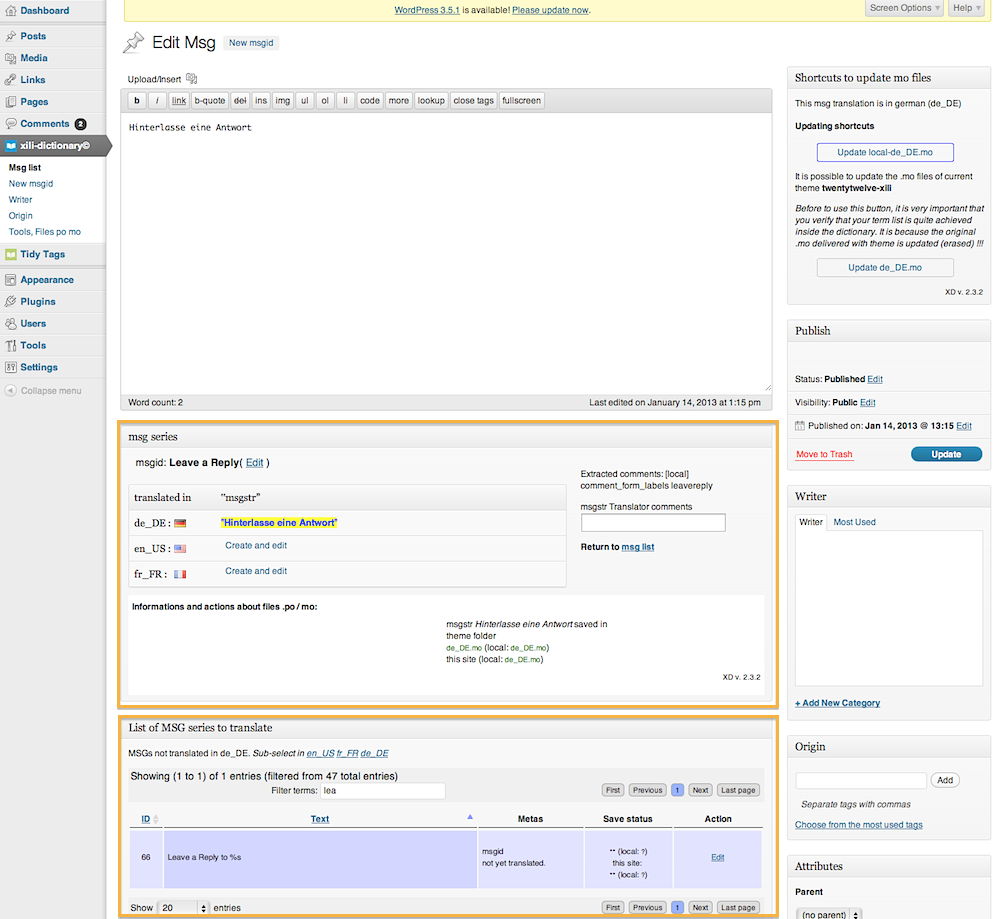 WordPress 3.5.1 is available! Please update now.
Screen Options
Help
Dashboard
Posts
Media
Links
Pages
Comments 2
xili-dictionary©
Msg list
New msgid
Writer
Origin
Tools, Files po mo
Tidy Tags
Appearance
Plugins
Users
Tools
Settings
Collapse menu
Edit Msg New msgid
Upload/Insert
b i link b-quote del ins img ul ol li code more lookup close tags fullscreen
Hinterlasse eine Antwort
Word count: 2 Last edited on January 14, 2013 at 1:15 pm
msg series
msgid: Leave a Reply( Edit )
translated in "msgstr"
de_DE : "Hinterlasse eine Antwort"
en_US : Create and edit
fr_FR : Create and edit
Extracted comments: [local]
comment_form_labels leavereply
msgstr Translator comments
Return to msg list
Informations and actions about files .po / mo:
msgstr Hinterlasse eine Antwort saved in
theme folder
de_DE.mo (local: de_DE.mo)
this site (local: de_DE.mo)
XD v. 2.3.2
List of MSG series to translate
MSGs not translated in de_DE. Sub-select in en_US fr_FR de_DE
Showing (1 to 1) of 1 entries (filtered from 47 total entries)
Filter terms: lea
First Previous 1 Next Last page
ID Text Metas Save status Action
66 Leave a Reply to %s
msgid
not yet translated.
** (local: ?)
this site:
** (local: ?)
Edit
Show 20 entries
First Previous 1 Next Last page
Shortcuts to update mo files
This msg translation is in german (de_DE)
Updating shortcuts
Update local-de_DE.mo
It is possible to update the .mo files of current
theme twentytwelve-xili
Before to use this button, it is very important that
you verify that your term list is quite achieved
inside the dictionary. It is because the original
.mo delivered with theme is updated (erased) !!!
Update de_DE.mo
XD v. 2.3.2
Publish
Status: Published Edit
Visibility: Public Edit
Published on: Jan 14, 2013 @ 13:15 Edit
Move to Trash Update
Writer
Writer Most Used
+ Add New Category
Origin
Add
Separate tags with commas
Choose from the most used tags
Attributes
Parent
(no parent)